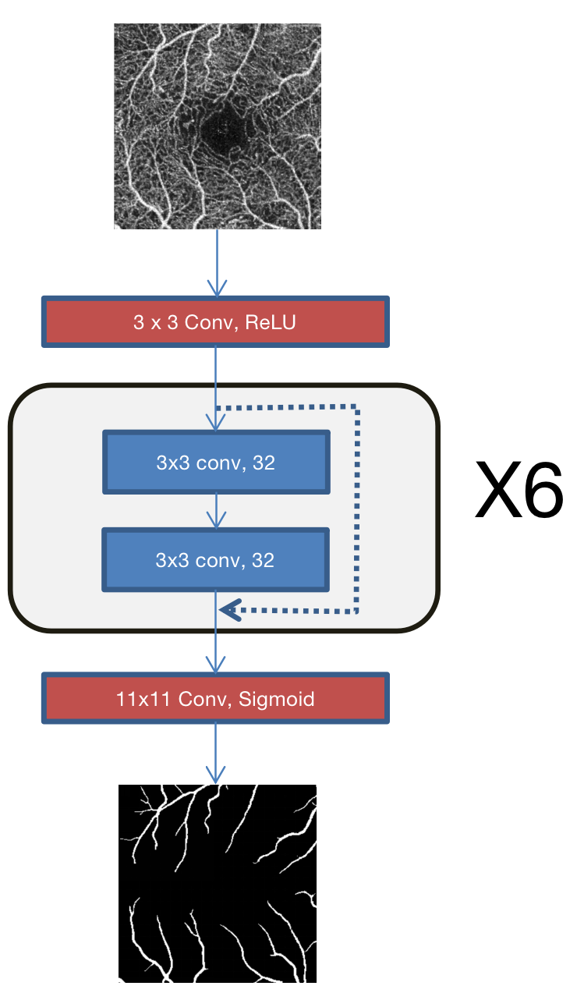 3 x 3 Conv, ReLU
3x3 conv, 32
X6
3x3 conv, 32
11x11 Conv, Sigmoid